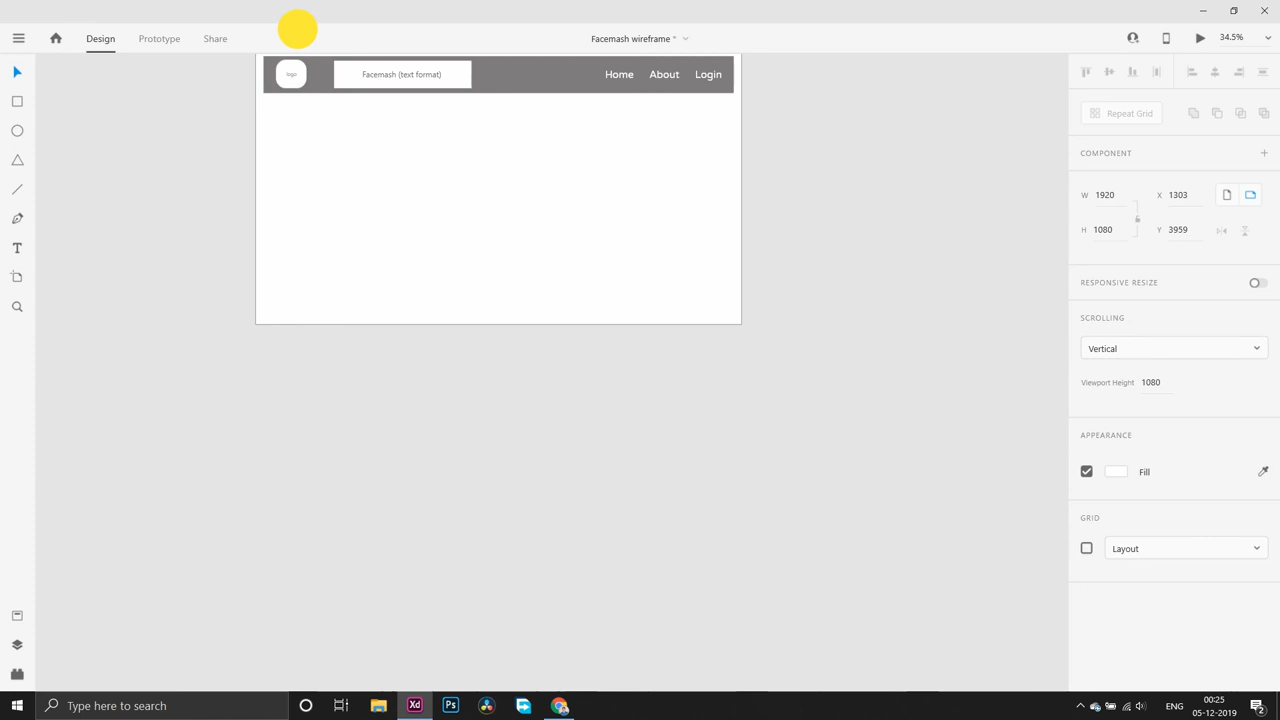 Design Prototype Share Facemash wireframe * 34.5%
logo Facemash (text format) Home About Login
Repeat Grid
COMPONENT
W 1920 X 1303
H 1080 Y 3959
RESPONSIVE RESIZE
SCROLLING
Vertical
Viewport Height 1080
APPEARANCE
Fill
GRID
Layout
T
Type here to search Xd Ps ENG 00:25
05-12-2019 2